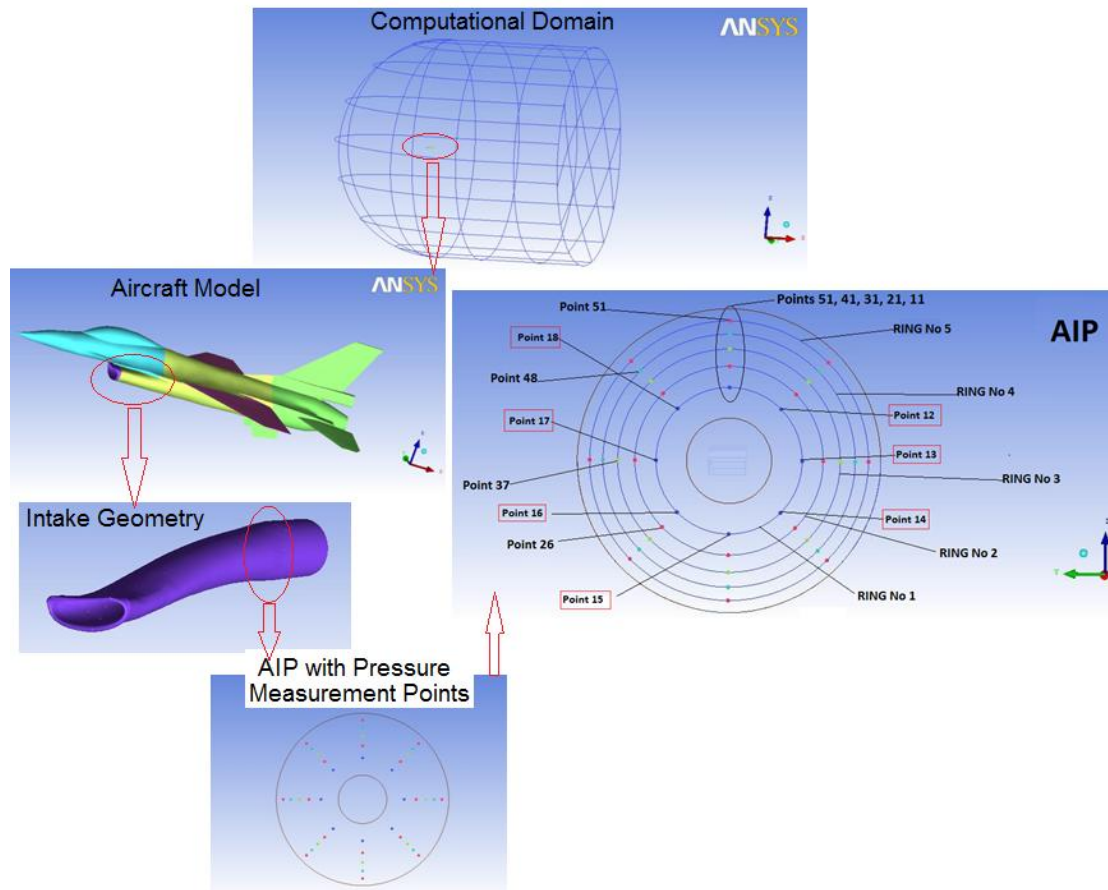 Computational Domain
ANSYS
Aircraft Model
ANSYS
Intake Geometry
AIP with Pressure
Measurement Points
Point 51
Points 51, 41, 31, 21, 11
RING No 5
AIP
Point 18
Point 48
RING No 4
Point 12
Point 17
Point 13
Point 37
RING No 3
Point 16
Point 14
Point 26
RING No 2
Point 15
RING No 1